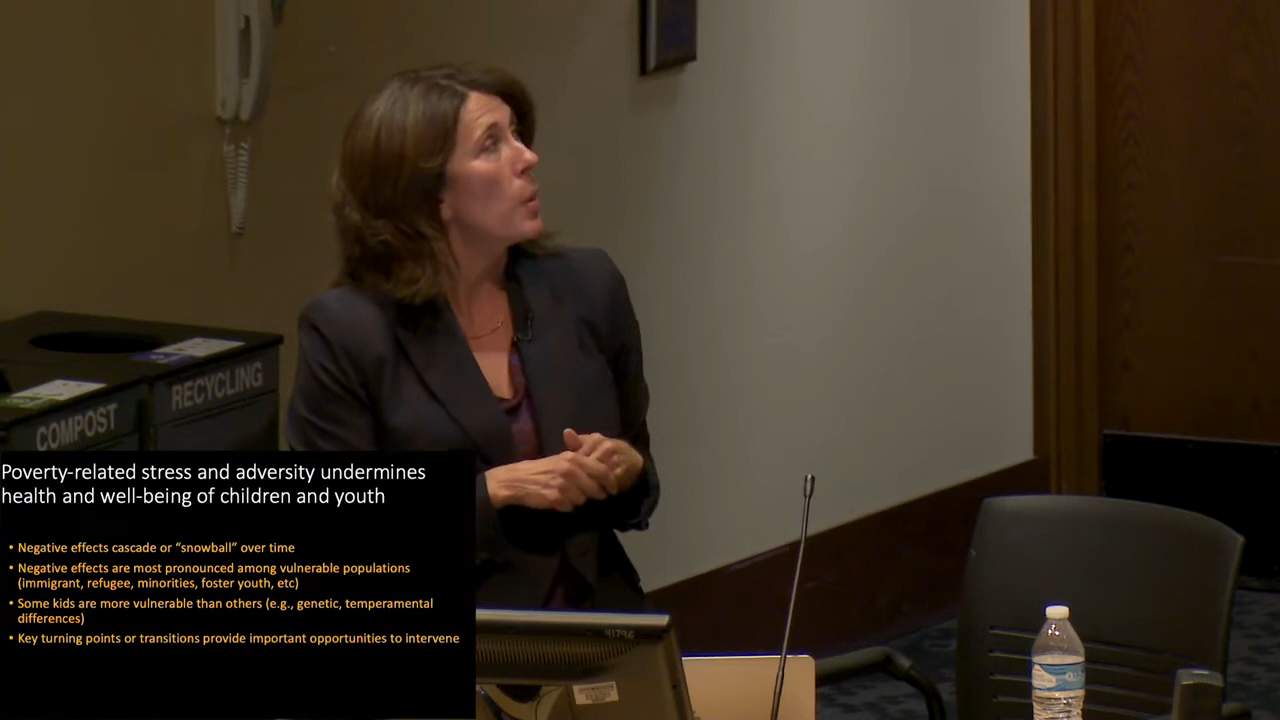 RECYCLING
COMPOST
Poverty-related stress and adversity undermines
health and well-being of children and youth
• Negative effects cascade or “snowball” over time
• Negative effects are most pronounced among vulnerable populations
(immigrant, refugee, minorities, foster youth, etc)
• Some kids are more vulnerable than others (e.g., genetic, temperamental
differences)
• Key turning points or transitions provide important opportunities to intervene